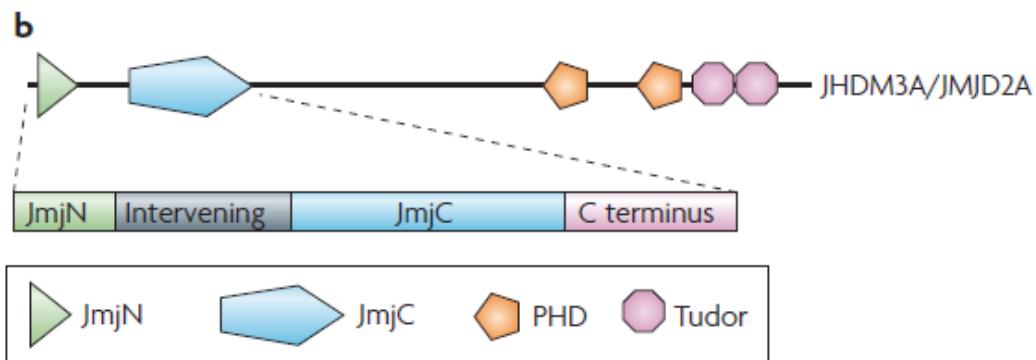 b
JHDM3A/JMJD2A
JmjN Intervening JmjC C terminus
JmjN JmjC PHD Tudor